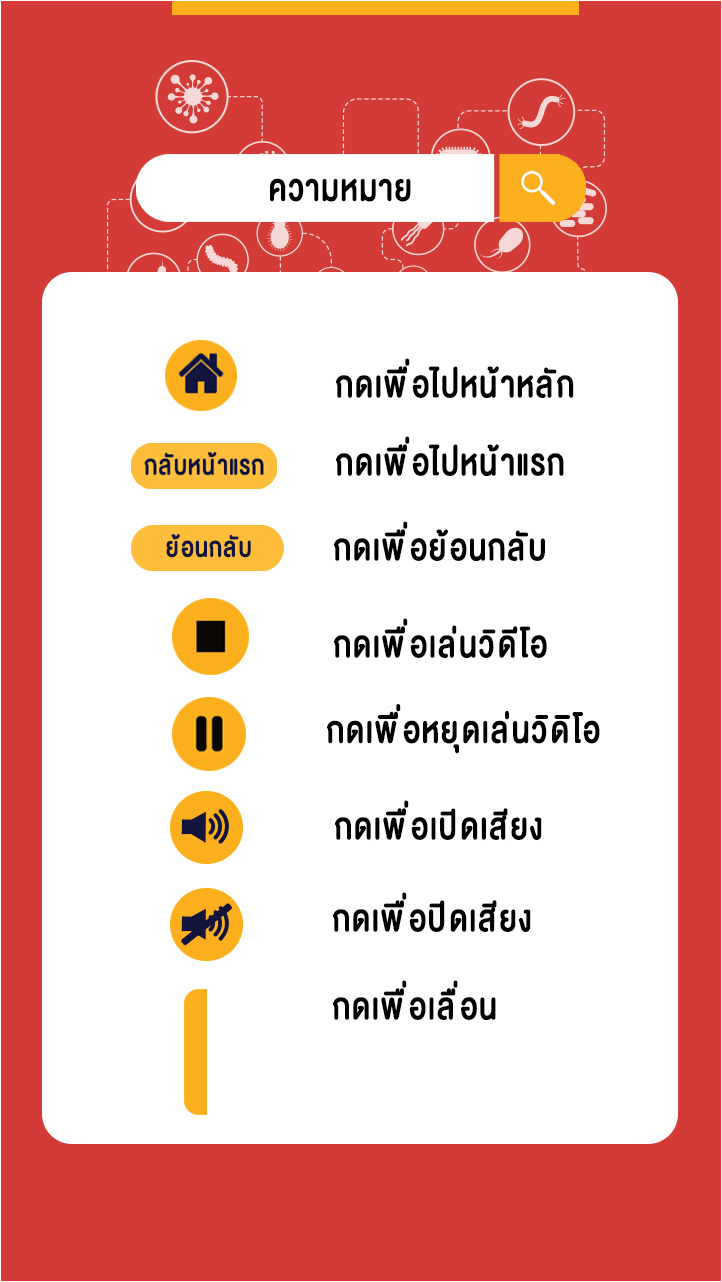 ความหมาย
กดเพื่อไปหน้าหลัก
กลับหน้าแรก กดเพื่อไปหน้าแรก
ย้อนกลับ กดเพื่อย้อนกลับ
กดเพื่อเล่นวิดีโอ
กดเพื่อหยุดเล่นวิดิโอ
กดเพื่อเปิดเสียง
กดเพื่อปิดเสียง
กดเพื่อเลื่อน